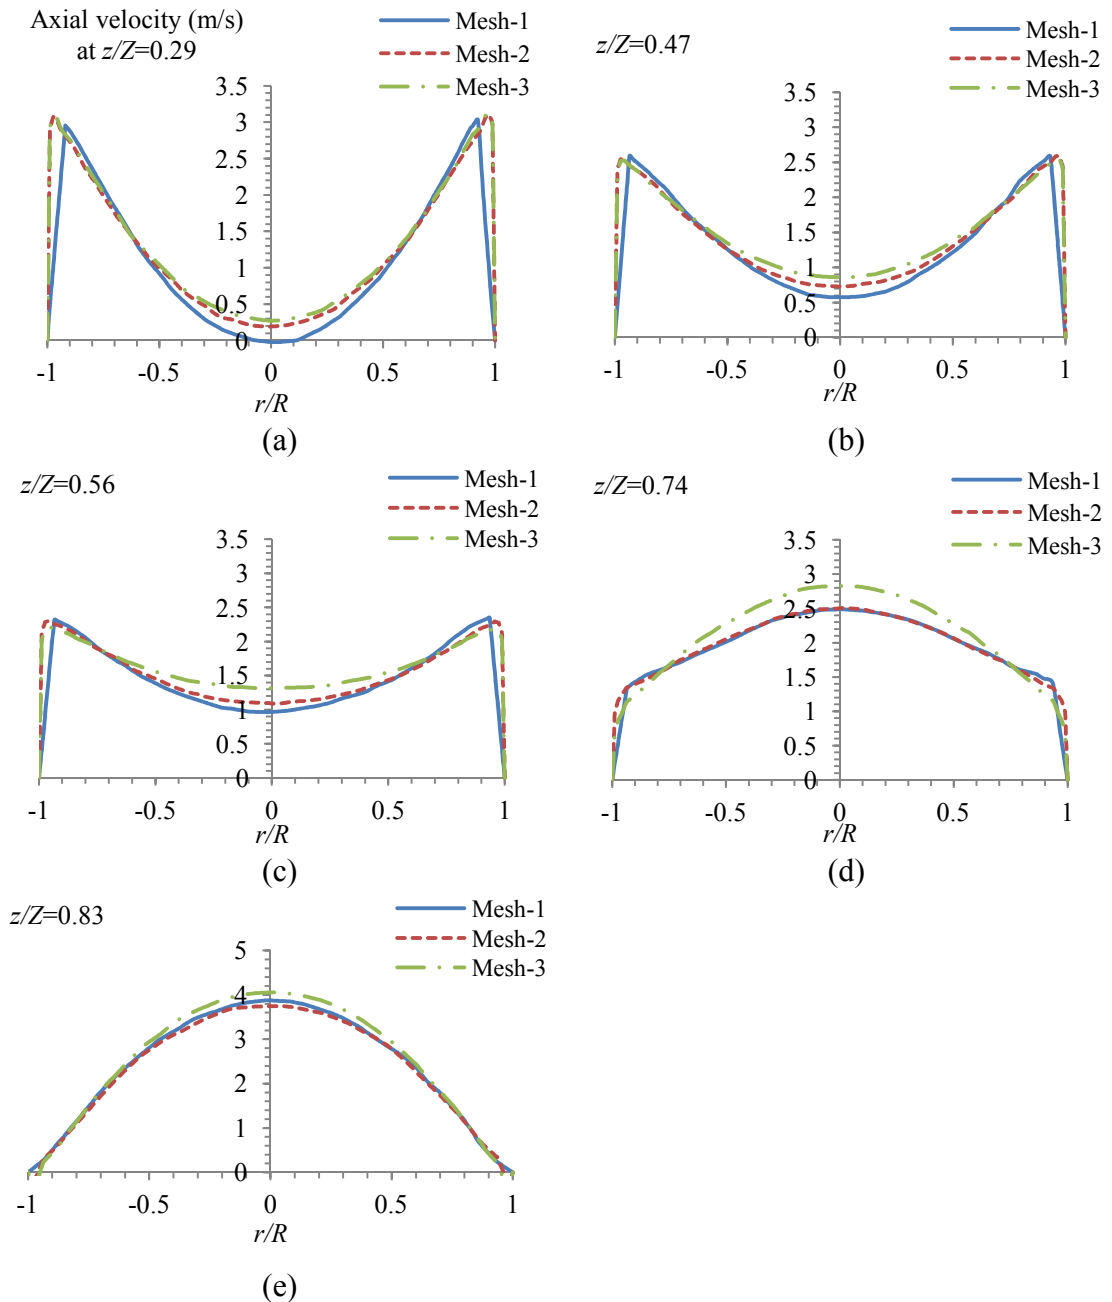 Axial velocity (m/s)
at z/Z=0.29
Mesh-1
Mesh-2
Mesh-3
3.5
3
2.5
2
1.5
1
0.5
0
-1
-0.5
0
0.5
1
r/R
(a)
z/Z=0.47
Mesh-1
Mesh-2
Mesh-3
3.5
3
2.5
2
1.5
1
0.5
0
-1
-0.5
0
0.5
1
r/R
(b)
z/Z=0.56
Mesh-1
Mesh-2
Mesh-3
3.5
3
2.5
2
1.5
1
0.5
0
-1
-0.5
0
0.5
1
r/R
(c)
z/Z=0.74
Mesh-1
Mesh-2
Mesh-3
3.5
3
2.5
2
1.5
1
0.5
0
-1
-0.5
0
0.5
1
r/R
(d)
z/Z=0.83
Mesh-1
Mesh-2
Mesh-3
5
4
3
2
1
0
-1
-0.5
0
0.5
1
r/R
(e)